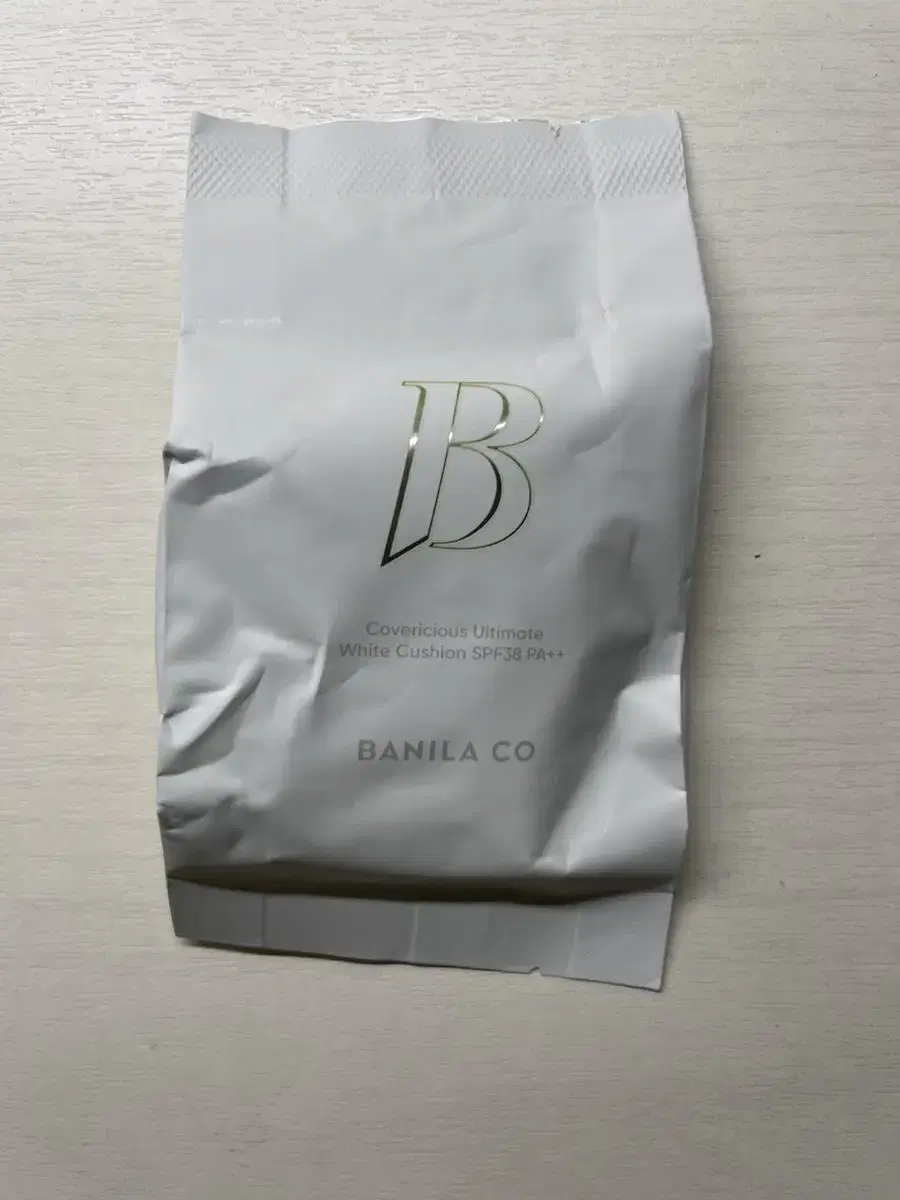 B
Covericious Ultimate
White Cushion SPF38 PA++
BANILA CO